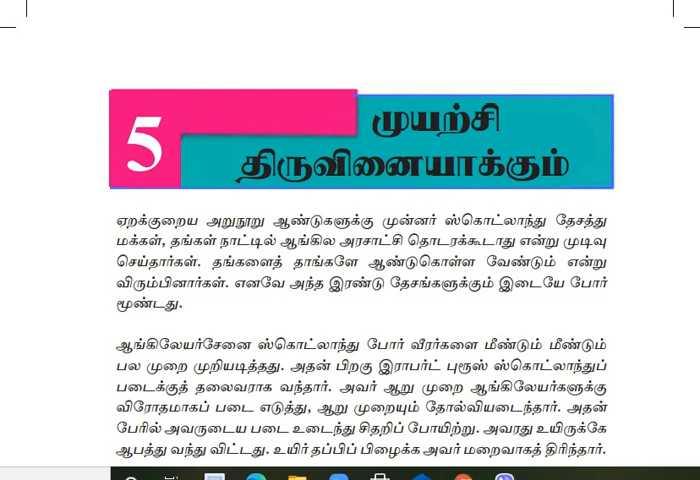 5
முயற்சி
திருவினையாக்கும்
ஏறக்குறைய அறுநூறு ஆண்டுகளுக்கு முன்னர் ஸ்கொட்லாந்து தேசத்து
மக்கள், தங்கள் நாட்டில் ஆங்கில அரசாட்சி தொடரக்கூடாது என்று முடிவு
செய்தார்கள். தங்களைத் தாங்களே ஆண்டுகொள்ள வேண்டும் என்று
விரும்பினார்கள். எனவே அந்த இரண்டு தேசங்களுக்கும் இடையே போர்
மூண்டது.
ஆங்கிலேயர்சேனை ஸ்கொட்லாந்து போர் வீரர்களை மீண்டும் மீண்டும்
பல முறை முறியடித்தது. அதன் பிறகு இராபர்ட் புரூஸ் ஸ்கொட்லாந்துப்
படைக்குத் தலைவராக வந்தார். அவர் ஆறு முறை ஆங்கிலேயர்களுக்கு
விரோதமாகப் படை எடுத்து, ஆறு முறையும் தோல்வியடைந்தார். அதன்
பேரில் அவருடைய படை உடைந்து சிதறிப் போயிற்று. அவரது உயிருக்கே
ஆபத்து வந்து விட்டது. உயிர் தப்பிப் பிழைக்க அவர் மறைவாகத் திரிந்தார்.